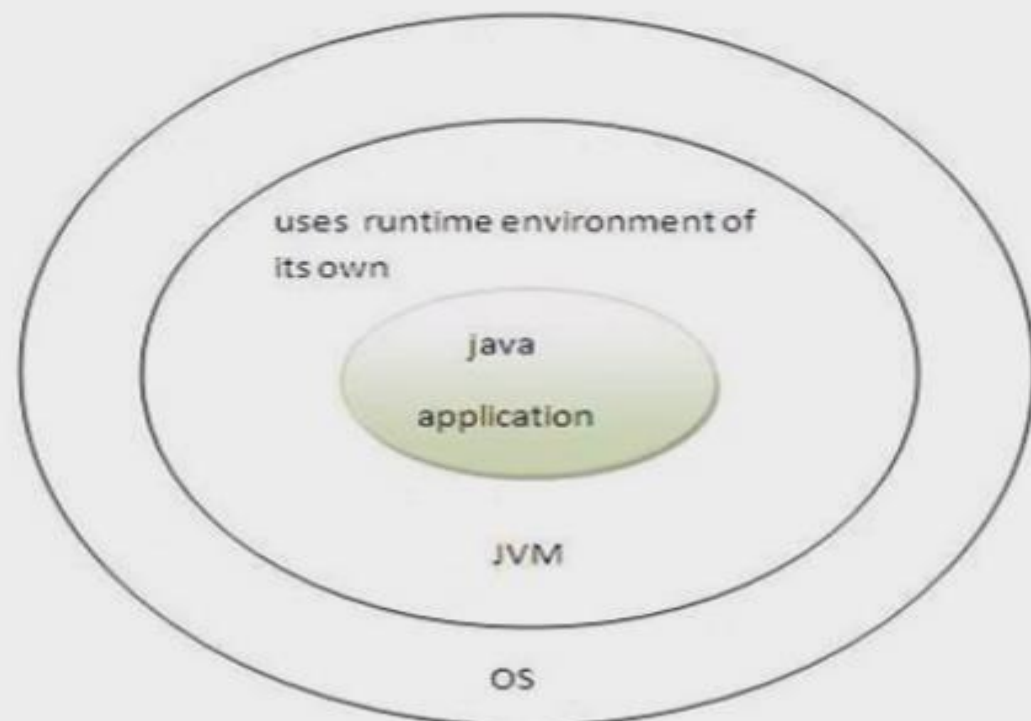 uses runtime environment of
its own
java
application
JVM
OS